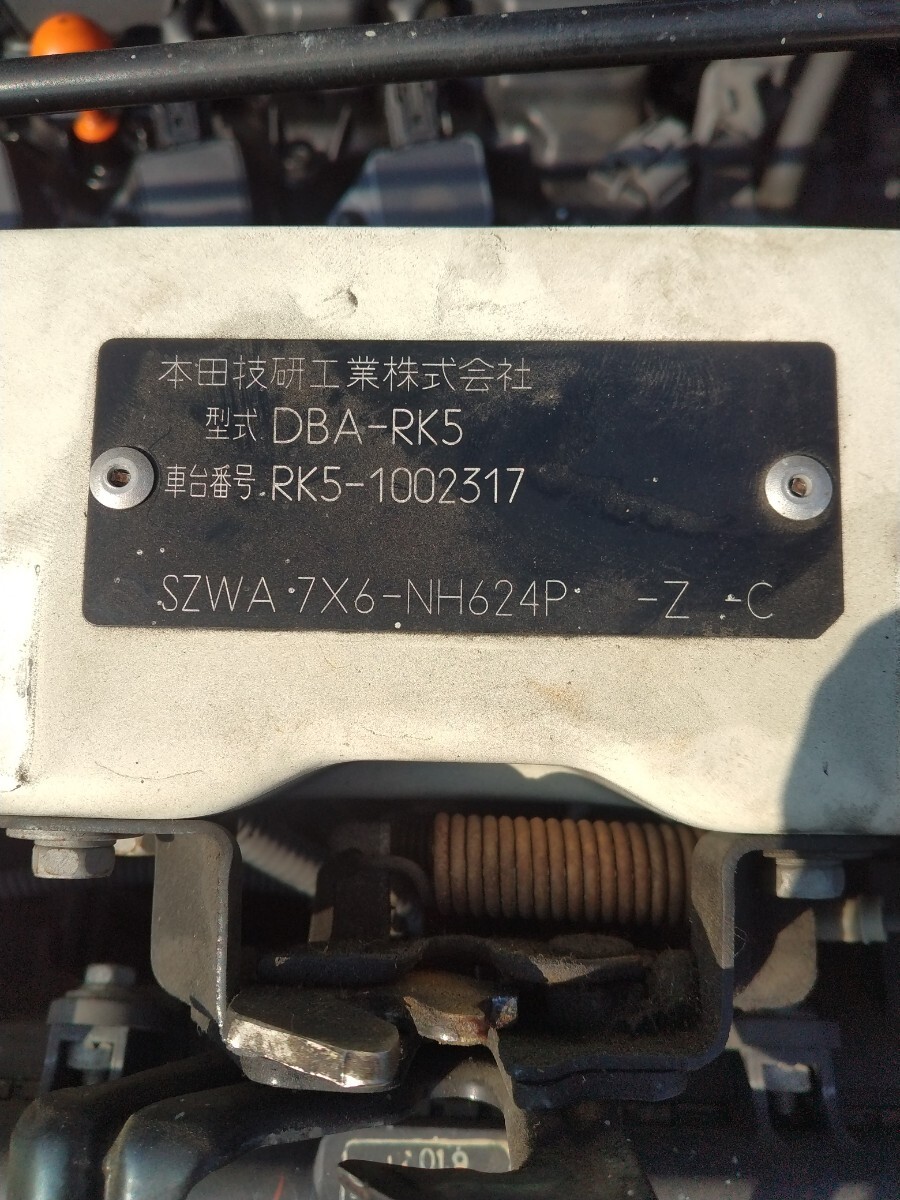 本田技研工業株式会社
型式 DBA-RK5
車台番号 RK5-1002317
SZWA 7X6-NH624P -Z -C